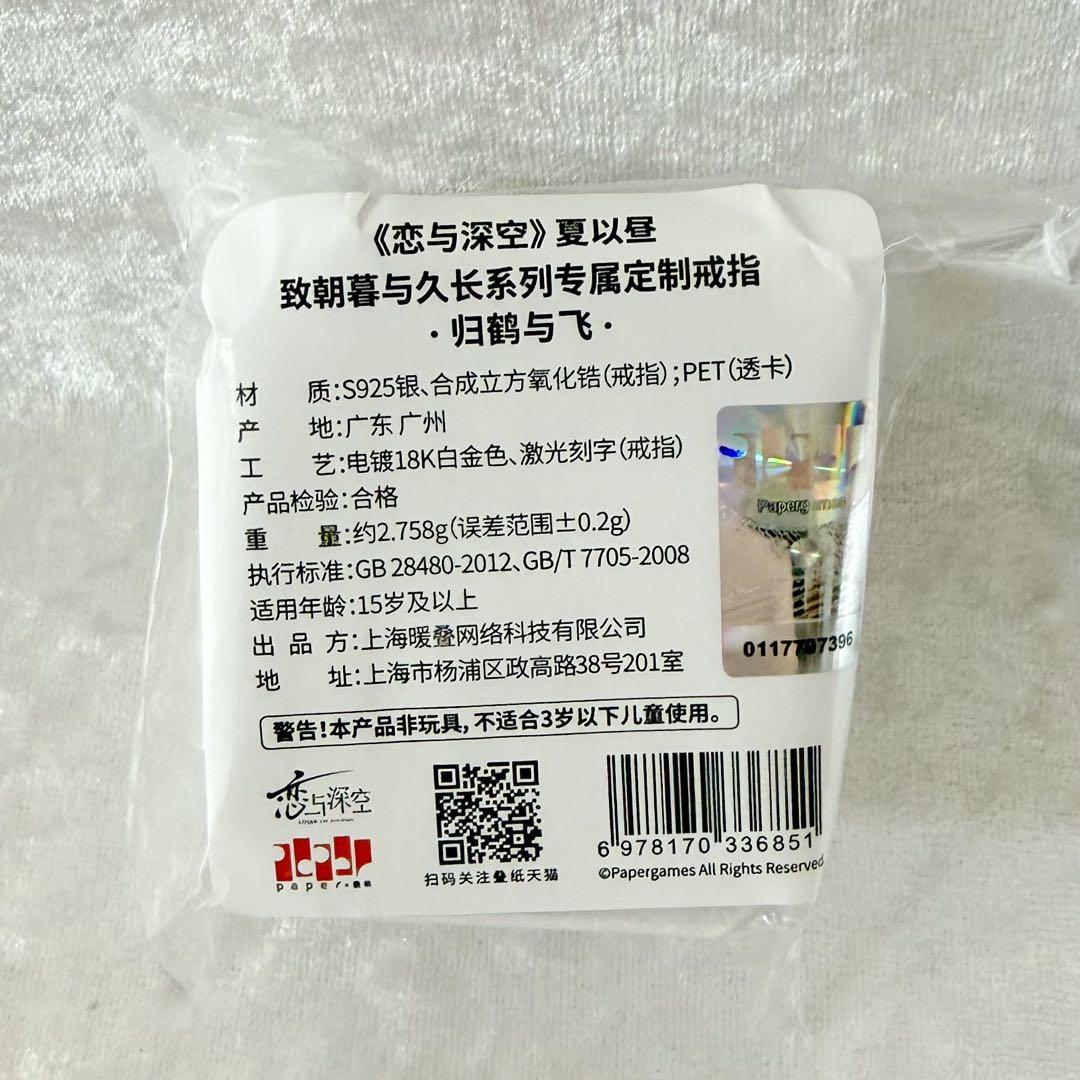 《恋与深空》夏以昼
致朝暮与久长系列专属定制戒指
·归鹤与飞·
材 质:S925银、合成立方氧化锆(戒指);PET(透卡)
产 地:广东 广州
工 艺:电镀18K白金色、激光刻字(戒指)
产品检验:合格
重 量:约2.758g(误差范围±0.2g)
执行标准:GB 28480-2012、GB/T 7705-2008
适用年龄:15岁及以上
出 品 方:上海暖叠网络科技有限公司
地 址:上海市杨浦区政高路38号201室
Papergames
警告!本产品非玩具,不适合3岁以下儿童使用。
恋与深空
paper
扫码关注叠纸天猫
6 978170 336851
©Papergames All Rights Reserved